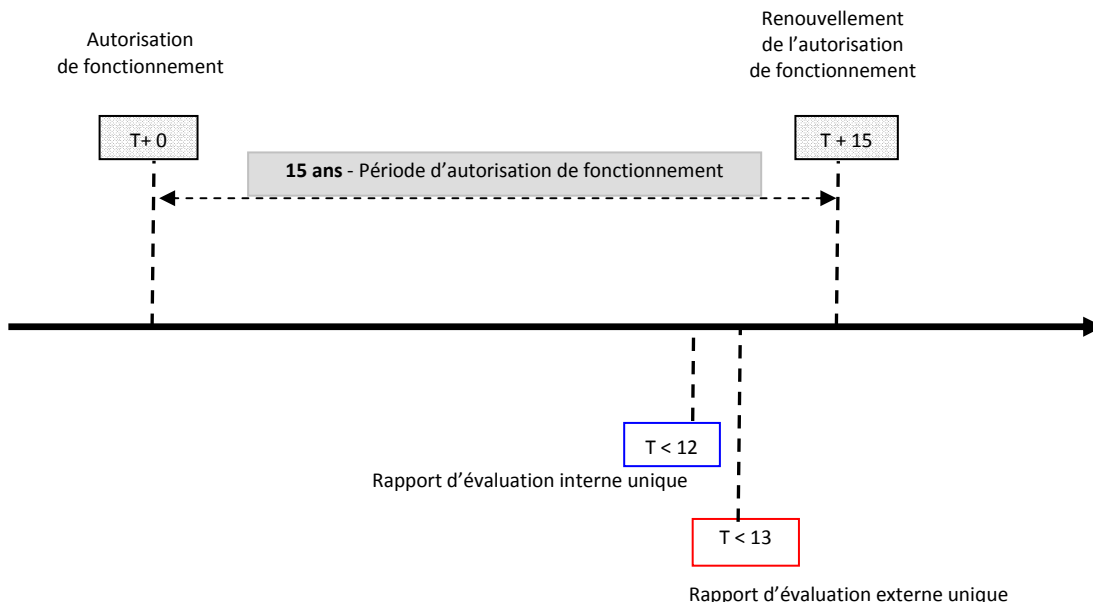 Autorisation
de fonctionnement
Renouvellement
de l’autorisation
de fonctionnement
T+ 0
T + 15
15 ans - Période d’autorisation de fonctionnement
T < 12
Rapport d’évaluation interne unique
T < 13
Rapport d’évaluation externe unique